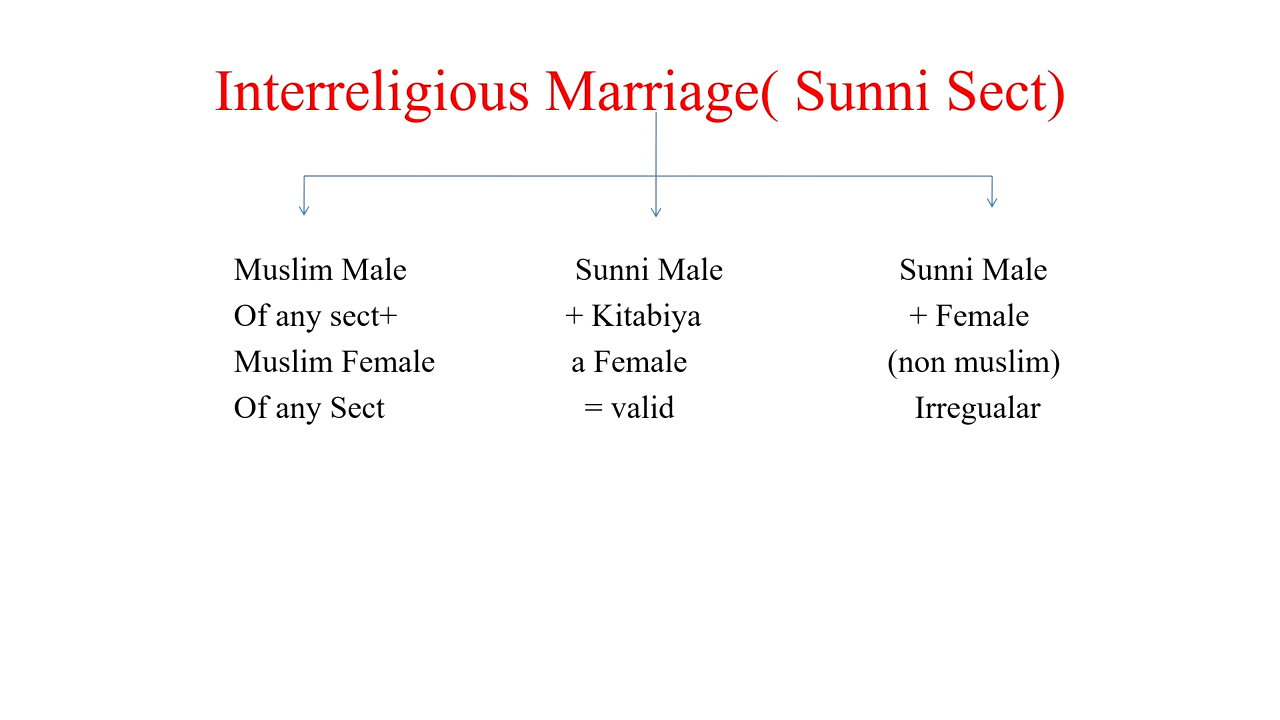 Interreligious Marriage( Sunni Sect)
Muslim Male
Of any sect+
Muslim Female
Of any Sect
Sunni Male
+ Kitabiya
a Female
= valid
Sunni Male
+ Female
(non muslim)
Irregualar